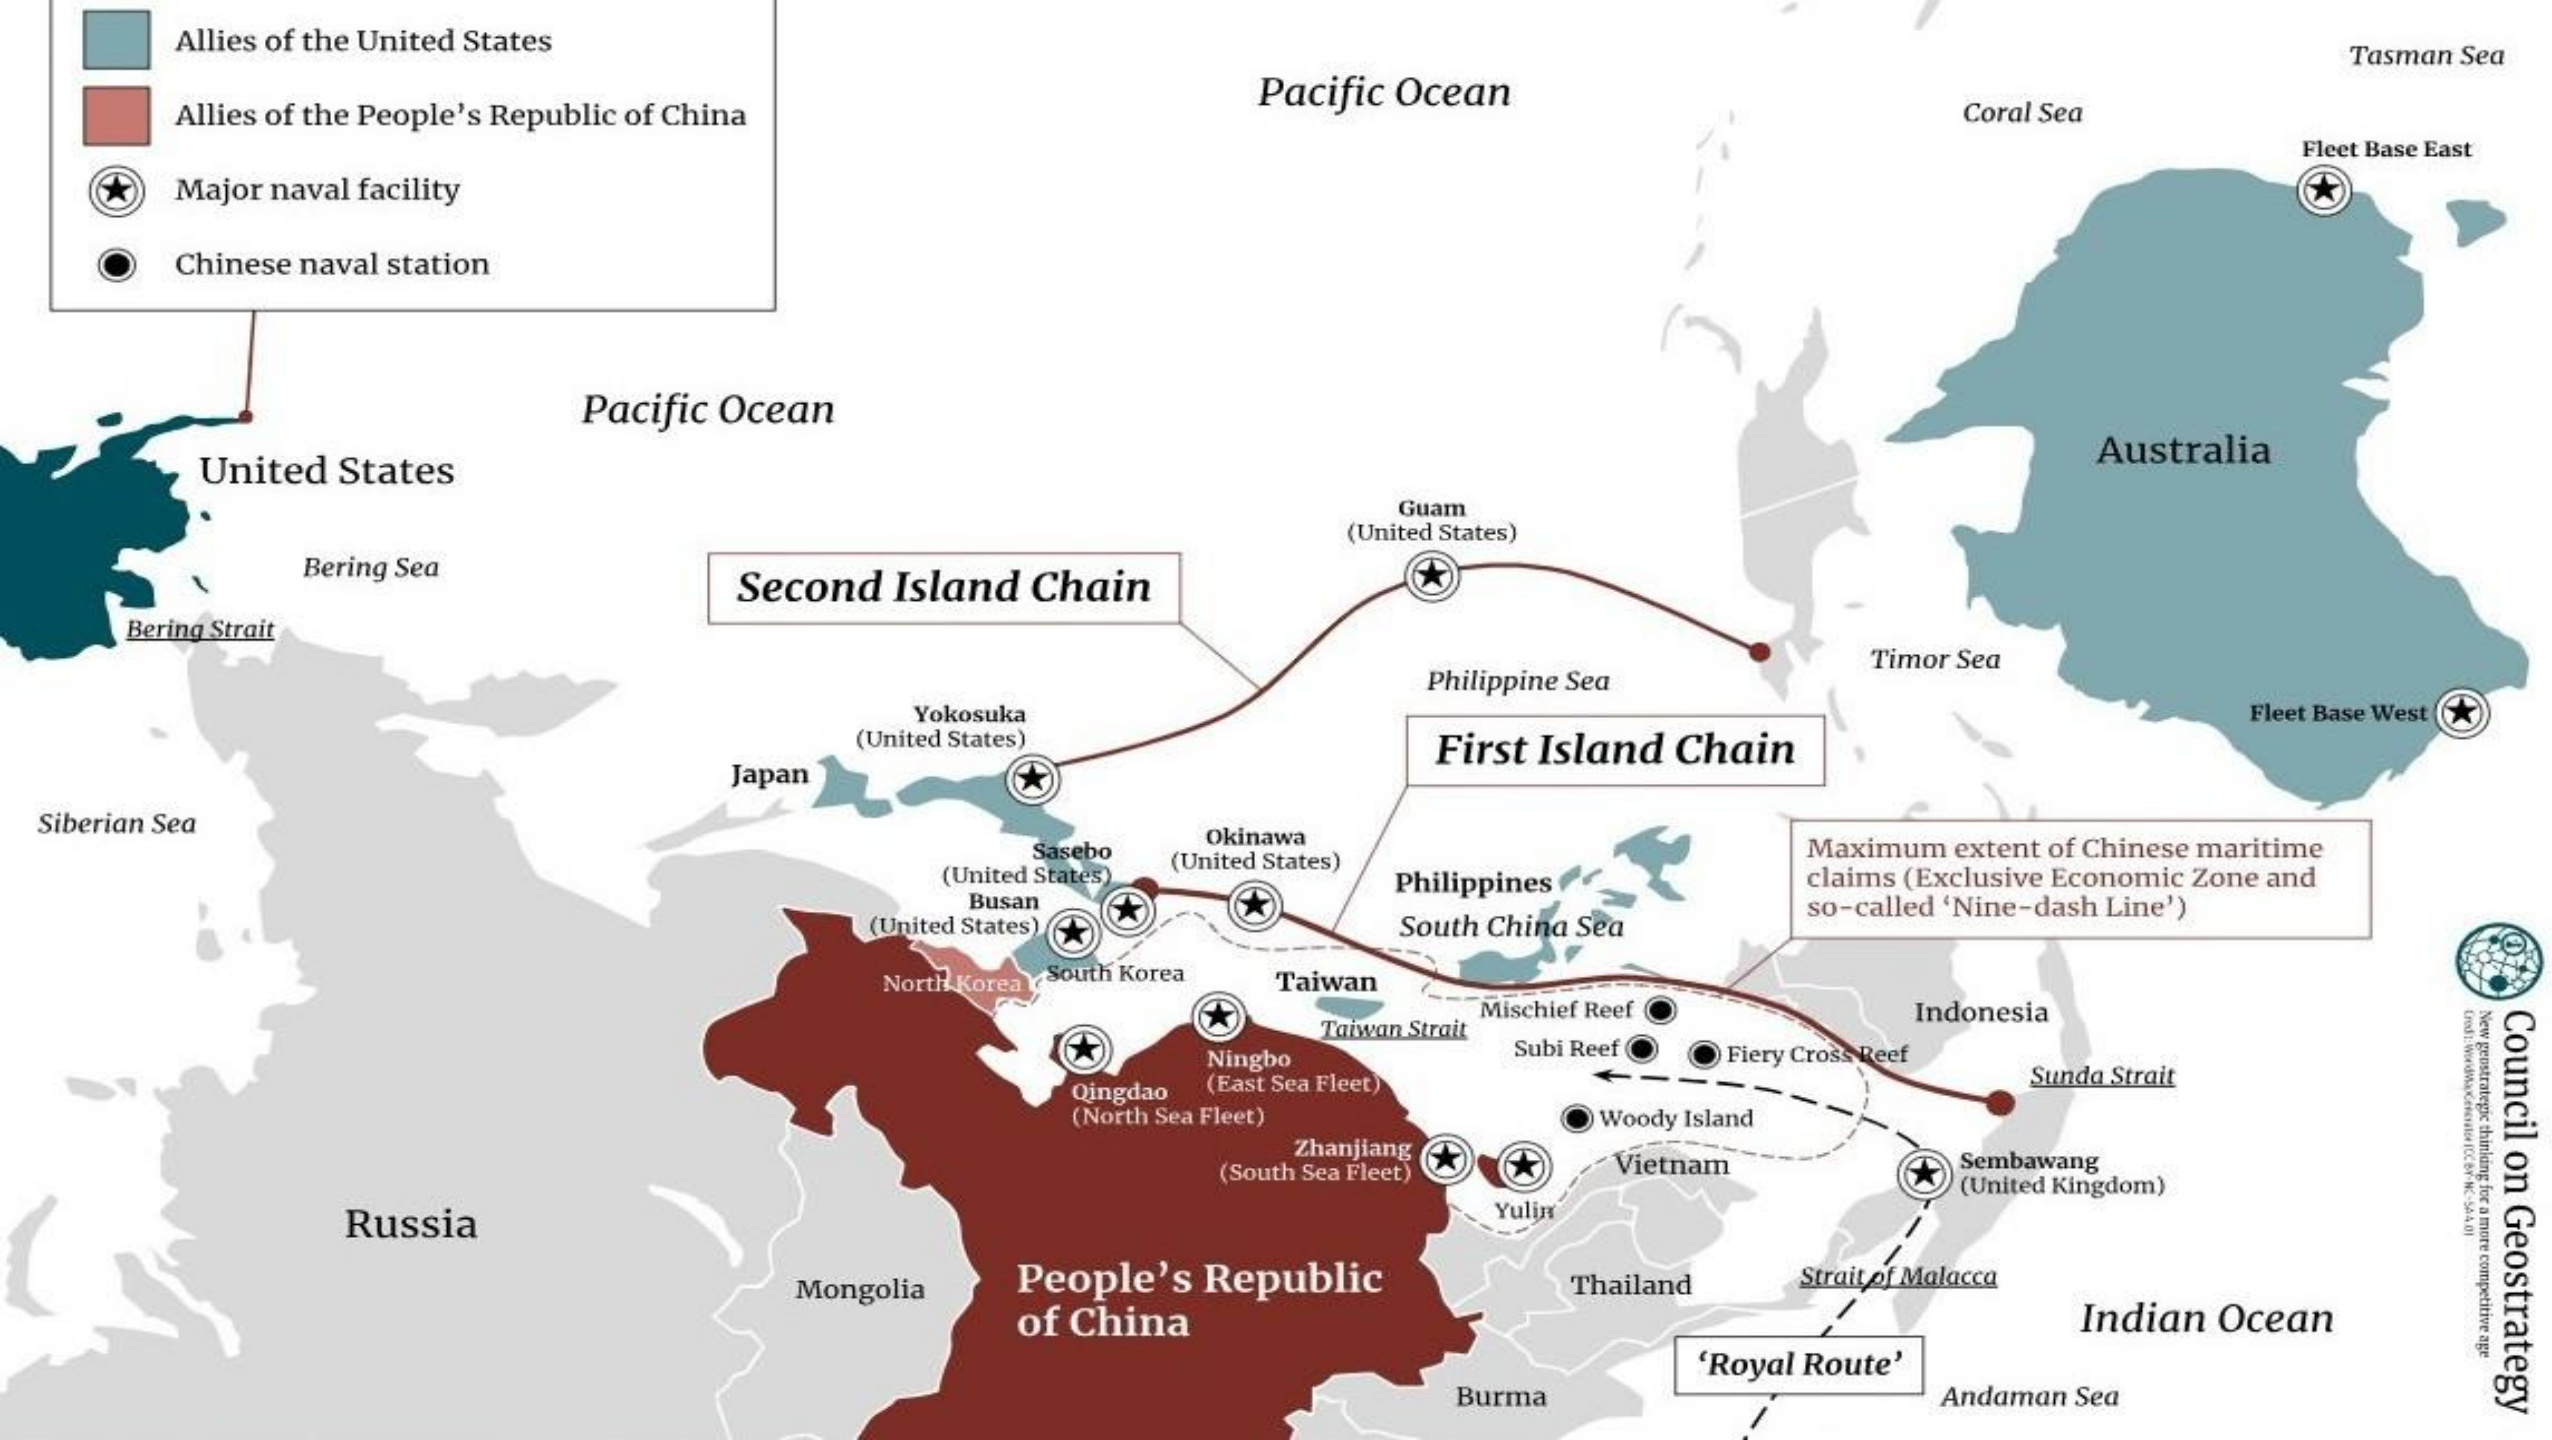 Allies of the United States
Allies of the People's Republic of China
Major naval facility
Chinese naval station
Pacific Ocean
Tasman Sea
Coral Sea
Fleet Base East
Pacific Ocean
United States
Australia
Bering Sea
Bering Strait
Guam
(United States)
Second Island Chain
Philippine Sea
Timor Sea
Yokosuka
(United States)
Fleet Base West
First Island Chain
Japan
Siberian Sea
Sasebo
(United States)
Okinawa
(United States)
Busan
(United States)
Philippines
South China Sea
Maximum extent of Chinese maritime
claims (Exclusive Economic Zone and
so-called ‘Nine-dash Line’)
North Korea
South Korea
Taiwan
Taiwan Strait
Mischief Reef
Subi Reef
Fiery Cross Reef
Indonesia
Sunda Strait
Qingdao
(North Sea Fleet)
Ningbo
(East Sea Fleet)
Woody Island
Zhanjiang
(South Sea Fleet)
Yulin
Vietnam
Sembawang
(United Kingdom)
Russia
Mongolia
People’s Republic
of China
Thailand
Strait of Malacca
Indian Ocean
‘Royal Route’
Burma
Andaman Sea
Council on Geostrategy
New geostrategic thinking for a more competitive age